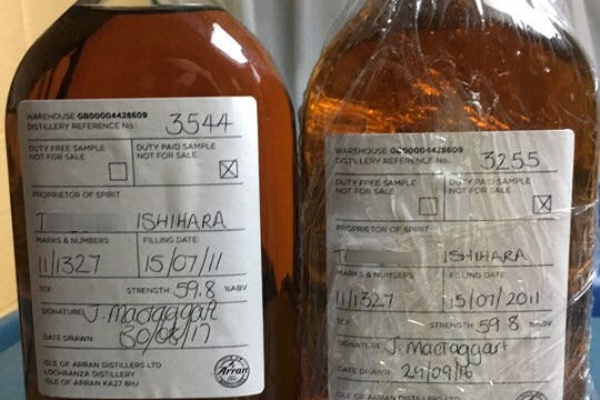 WAREHOUSE GB00004428609
DISTILLERY REFERENCE No: 3544
DUTY FREE SAMPLE
NOT FOR SALE
DUTY PAID SAMPLE
NOT FOR SALE
PROPRIETOR OF SPIRIT
T ISHIHARA
MARKS & NUMBERS
FILLING DATE
11/1327
15/07/11
TCF STRENGTH 59.8 %ABV
SIGNATURE J. Mactaggart
DATE DRAWN: 30/08/17
ISLE OF ARRAN DISTILLERS LTD
LOCHRANZA DISTILLERY
ISLE OF ARRAN KA27 8HJ
Arran
WAREHOUSE GB00004428609
DISTILLERY REFERENCE No: 3255
DUTY FREE SAMPLE
NOT FOR SALE
DUTY PAID SAMPLE
NOT FOR SALE
PROPRIETOR OF SPIRIT
T ISHIHARA
MARKS & NUMBERS
FILLING DATE
11/1327
15/07/2011
TCF STRENGTH 59.8 %ABV
SIGNATURE J. Mactaggart
DATE DRAWN: 29/09/16
ISLE OF ARRAN DISTILLERS LTD